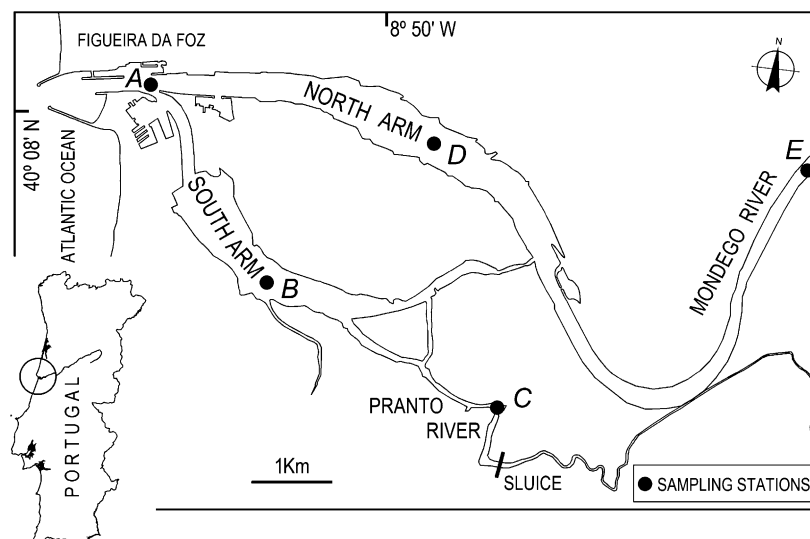 FIGUEIRA DA FOZ
8º 50' W
N
A
NORTH ARM
D
E
40º 08' N
ATLANTIC OCEAN
SOUTH ARM
B
MONDEGO RIVER
PORTUGAL
C
PRANTO
RIVER
1Km
SLUICE
SAMPLING STATIONS